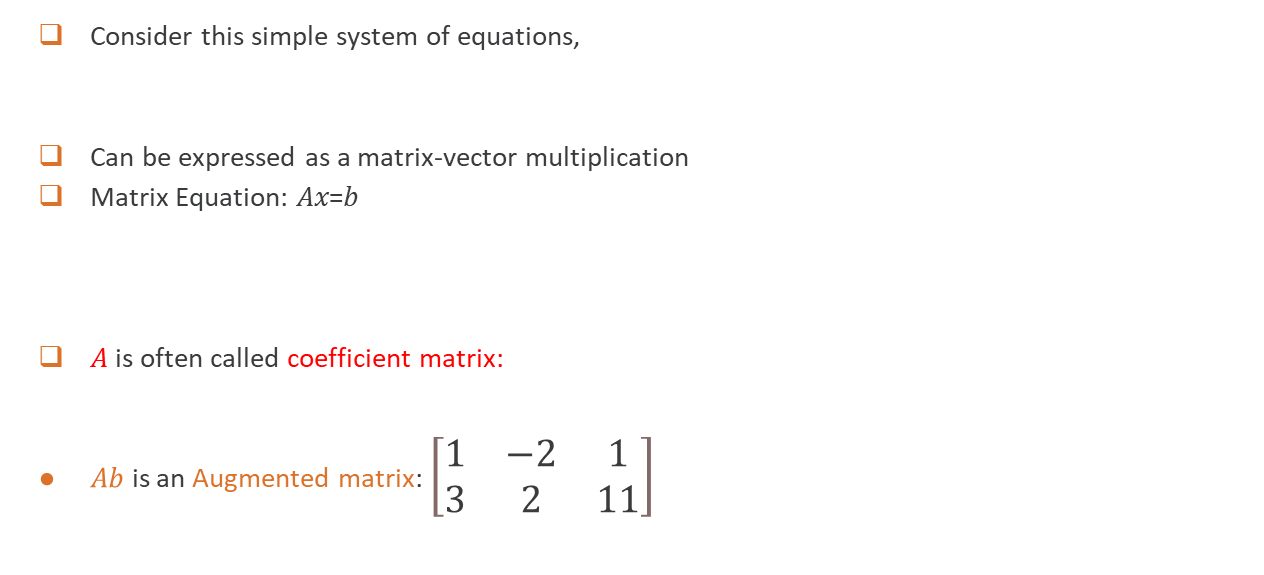 ❑ Consider this simple system of equations,
❑ Can be expressed as a matrix-vector multiplication
❑ Matrix Equation: Ax=b
❑ A is often called coefficient matrix:
• Ab is an Augmented matrix: [1 −2 1
3 2 11]